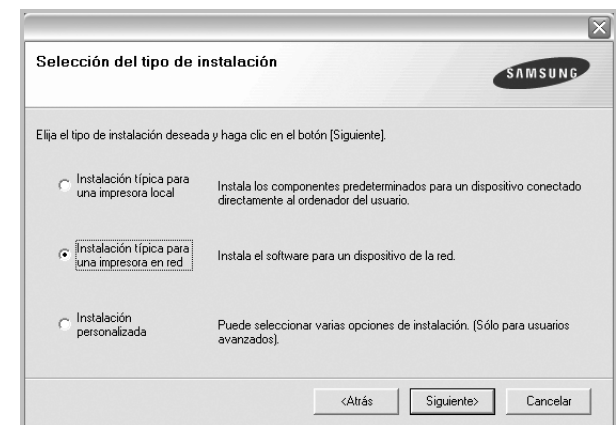 Selección del tipo de instalación
SAMSUNG
Elija el tipo de instalación deseada y haga clic en el botón [Siguiente].
Instalación típica para
una impresora local
Instala los componentes predeterminados para un dispositivo conectado
directamente al ordenador del usuario.
Instalación típica para
una impresora en red
Instala el software para un dispositivo de la red.
Instalación
personalizada
Puede seleccionar varias opciones de instalación. (Sólo para usuarios
avanzados).
<Atrás
Siguiente>
Cancelar